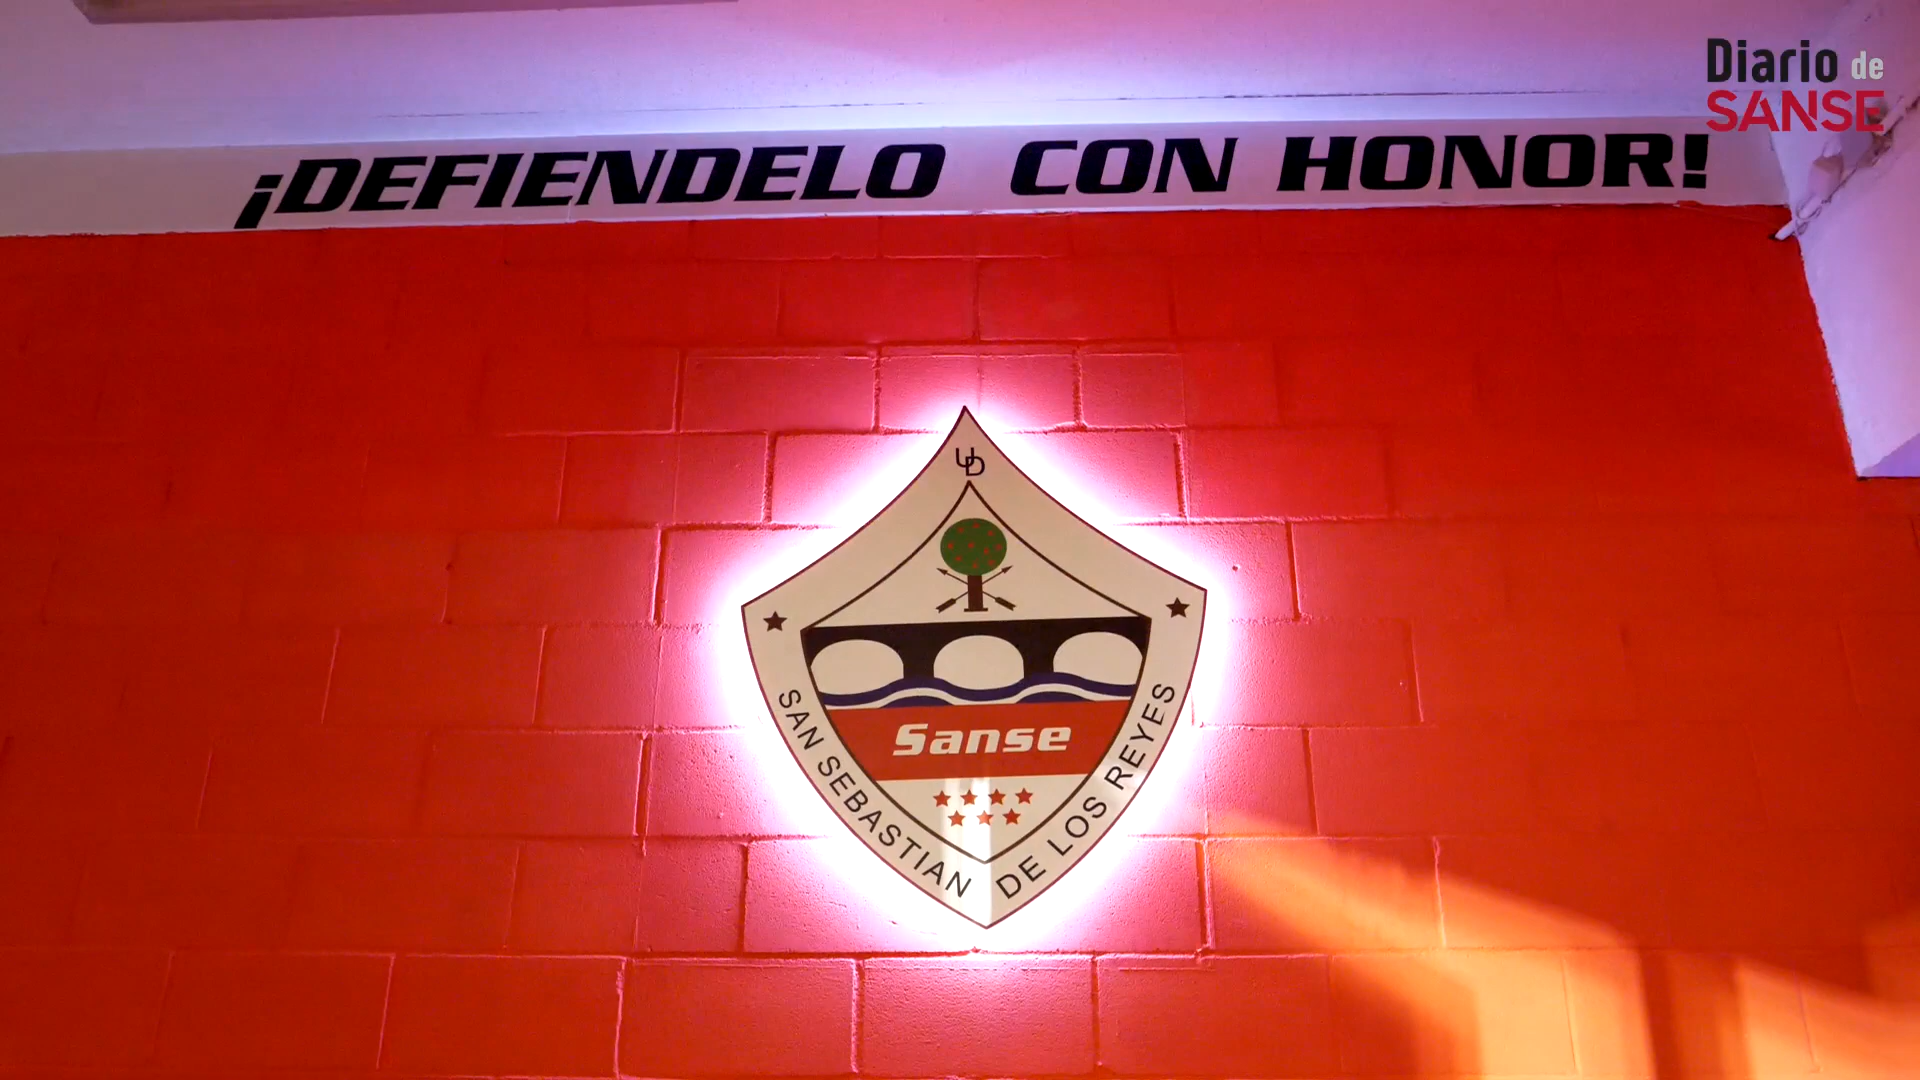 Diario de
SANSE
¡DEFIENDELO CON HONOR!
UD
Sanse
SAN SEBASTIAN DE LOS REYES